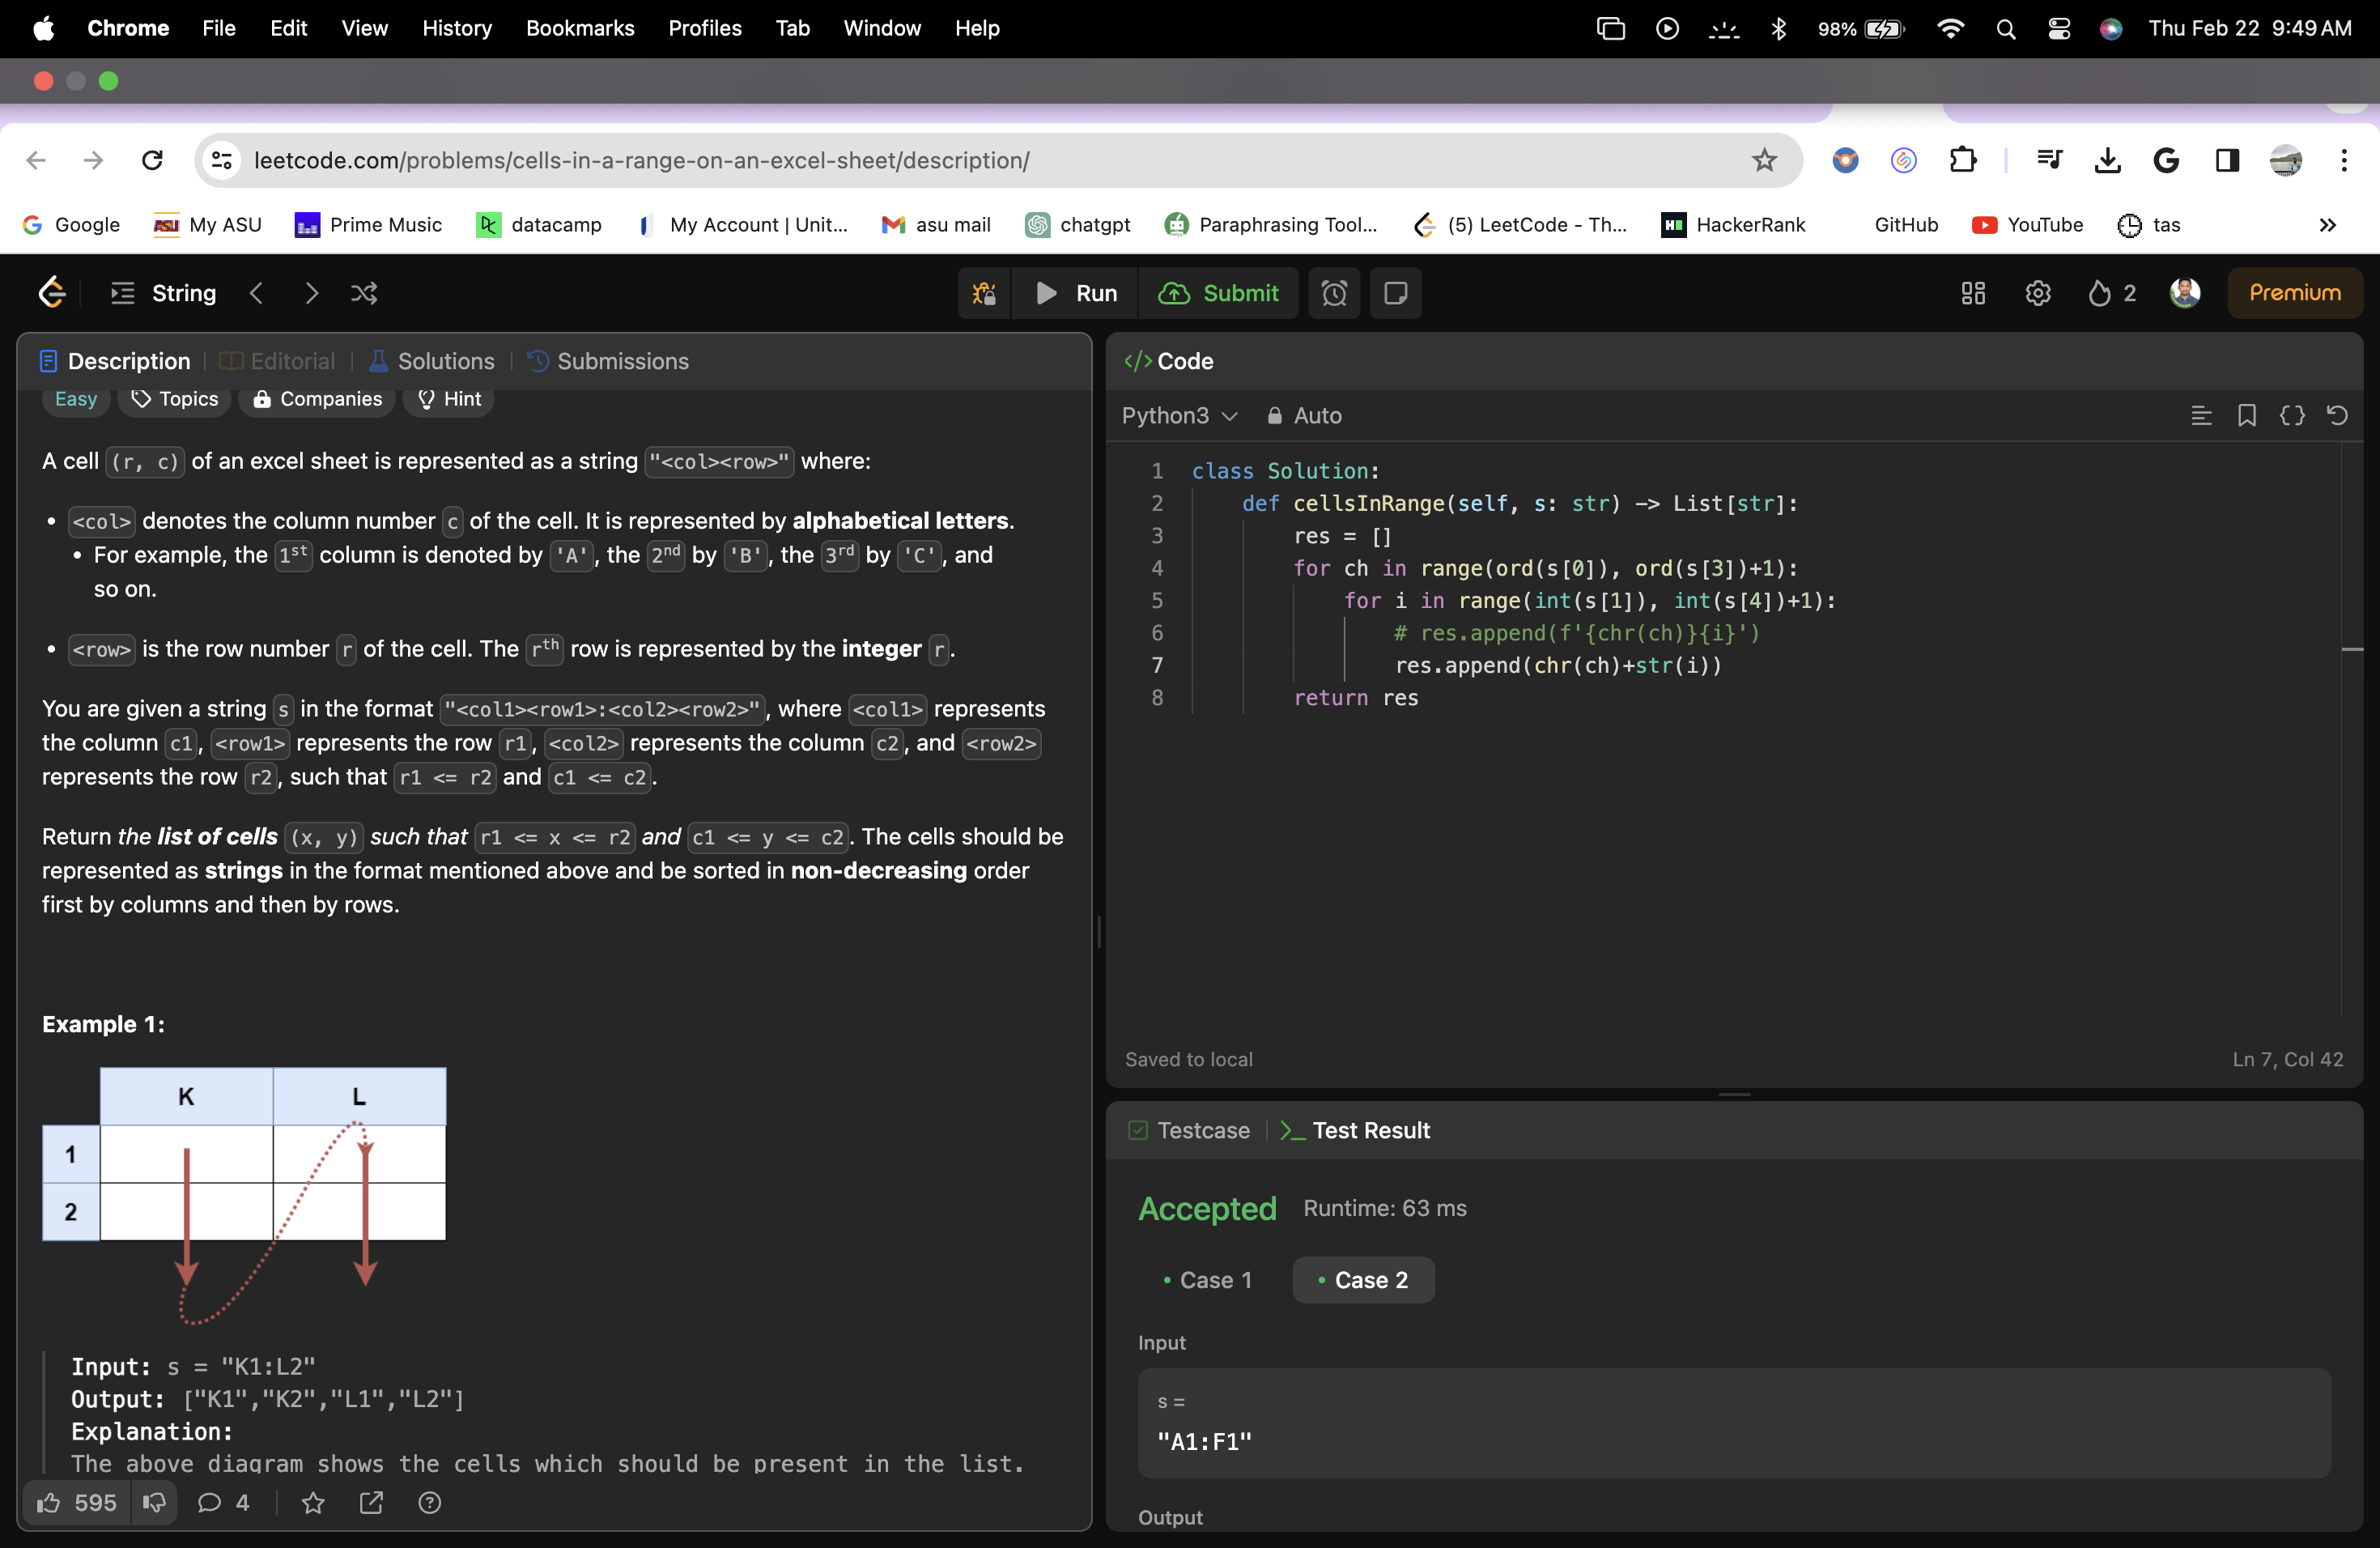 Chrome File Edit View History Bookmarks Profiles Tab Window Help 98% Thu Feb 22 9:49 AM
leetcode.com/problems/cells-in-a-range-on-an-excel-sheet/description/
Google My ASU Prime Music datacamp My Account | Unit... asu mail chatgpt Paraphrasing Tool... (5) LeetCode - Th... HackerRank GitHub YouTube tas
String Run Submit 2 Premium
Description Editorial Solutions Submissions
Easy Topics Companies Hint
A cell (r, c) of an excel sheet is represented as a string "<col><row>" where:
• <col> denotes the column number c of the cell. It is represented by alphabetical letters.
• For example, the 1st column is denoted by 'A', the 2nd by 'B', the 3rd by 'C', and
so on.
• <row> is the row number r of the cell. The rth row is represented by the integer r.
You are given a string s in the format "<col1><row1>:<col2><row2>", where <col1> represents
the column c1, <row1> represents the row r1, <col2> represents the column c2, and <row2>
represents the row r2, such that r1 <= r2 and c1 <= c2.
Return the list of cells (x, y) such that r1 <= x <= r2 and c1 <= y <= c2. The cells should be
represented as strings in the format mentioned above and be sorted in non-decreasing order
first by columns and then by rows.
Example 1:
K L
1
2
Input: s = "K1:L2"
Output: ["K1","K2","L1","L2"]
Explanation:
The above diagram shows the cells which should be present in the list.
595 4
</> Code
Python3 Auto
1 class Solution:
2 def cellsInRange(self, s: str) -> List[str]:
3 res = []
4 for ch in range(ord(s[0]), ord(s[3])+1):
5 for i in range(int(s[1]), int(s[4])+1):
6 # res.append(f'{chr(ch)}{i}')
7 res.append(chr(ch)+str(i))
8 return res
Saved to local Ln 7, Col 42
Testcase >_ Test Result
Accepted Runtime: 63 ms
• Case 1 • Case 2
Input
s =
"A1:F1"
Output